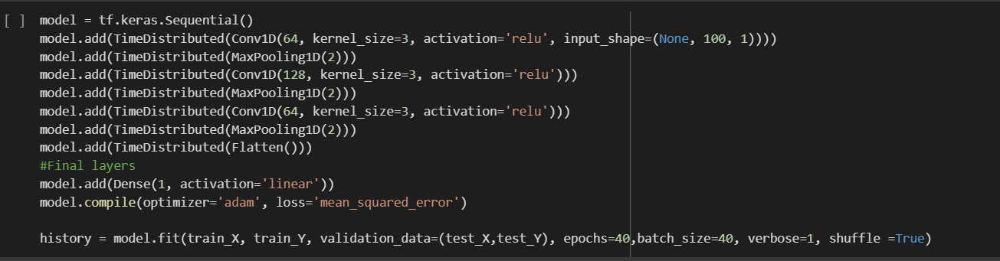 [ ] model = tf.keras.Sequential()
model.add(TimeDistributed(Conv1D(64, kernel_size=3, activation='relu', input_shape=(None, 100, 1))))
model.add(TimeDistributed(MaxPooling1D(2)))
model.add(TimeDistributed(Conv1D(128, kernel_size=3, activation='relu')))
model.add(TimeDistributed(MaxPooling1D(2)))
model.add(TimeDistributed(Conv1D(64, kernel_size=3, activation='relu')))
model.add(TimeDistributed(MaxPooling1D(2)))
model.add(TimeDistributed(Flatten()))
#Final layers
model.add(Dense(1, activation='linear'))
model.compile(optimizer='adam', loss='mean_squared_error')
history = model.fit(train_X, train_Y, validation_data=(test_X,test_Y), epochs=40,batch_size=40, verbose=1, shuffle =True)